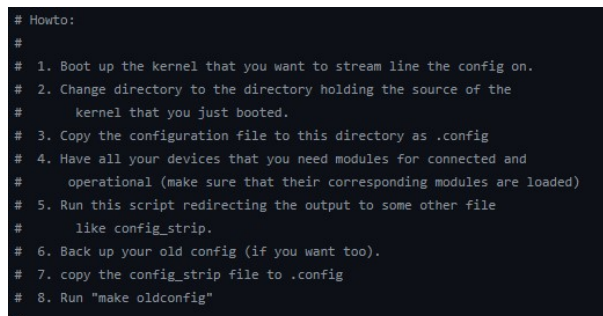 # Howto:
#
# 1. Boot up the kernel that you want to stream line the config on.
# 2. Change directory to the directory holding the source of the
# kernel that you just booted.
# 3. Copy the configuration file to this directory as .config
# 4. Have all your devices that you need modules for connected and
# operational (make sure that their corresponding modules are loaded)
# 5. Run this script redirecting the output to some other file
# like config_strip.
# 6. Back up your old config (if you want too).
# 7. copy the config_strip file to .config
# 8. Run "make oldconfig"